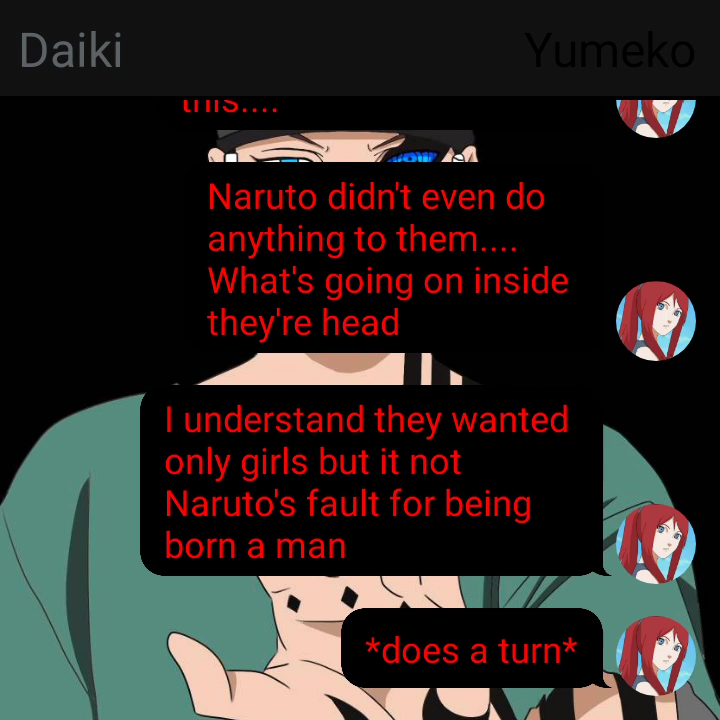 Daiki
Yumeko
this....
Naruto didn't even do
anything to them....
What's going on inside
they're head
I understand they wanted
only girls but it not
Naruto's fault for being
born a man
*does a turn*